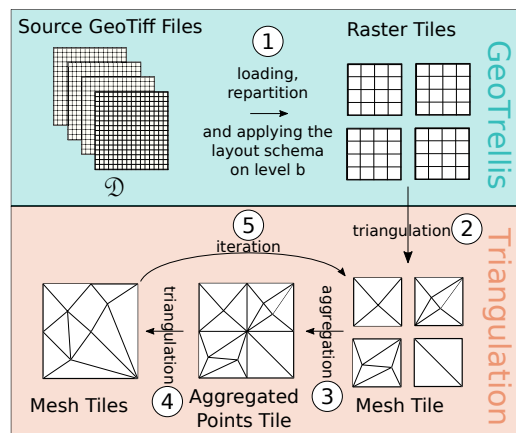 Source GeoTiff Files
1
Raster Tiles
loading,
repartition
and applying the
layout schema
on level b
𝔇
GeoTrellis
5
iteration
triangulation 2
triangulation
aggregation
4
3
Mesh Tiles
Aggregated
Points Tile
Mesh Tile
Triangulation